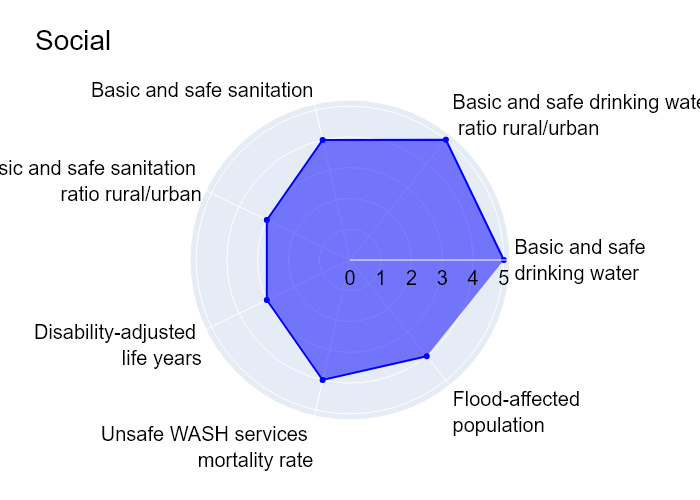 Social
Basic and safe sanitation
Basic and safe drinking wate
ratio rural/urban
sic and safe sanitation
ratio rural/urban
Basic and safe
drinking water
0 1 2 3 4 5
Disability-adjusted
life years
Flood-affected
population
Unsafe WASH services
mortality rate